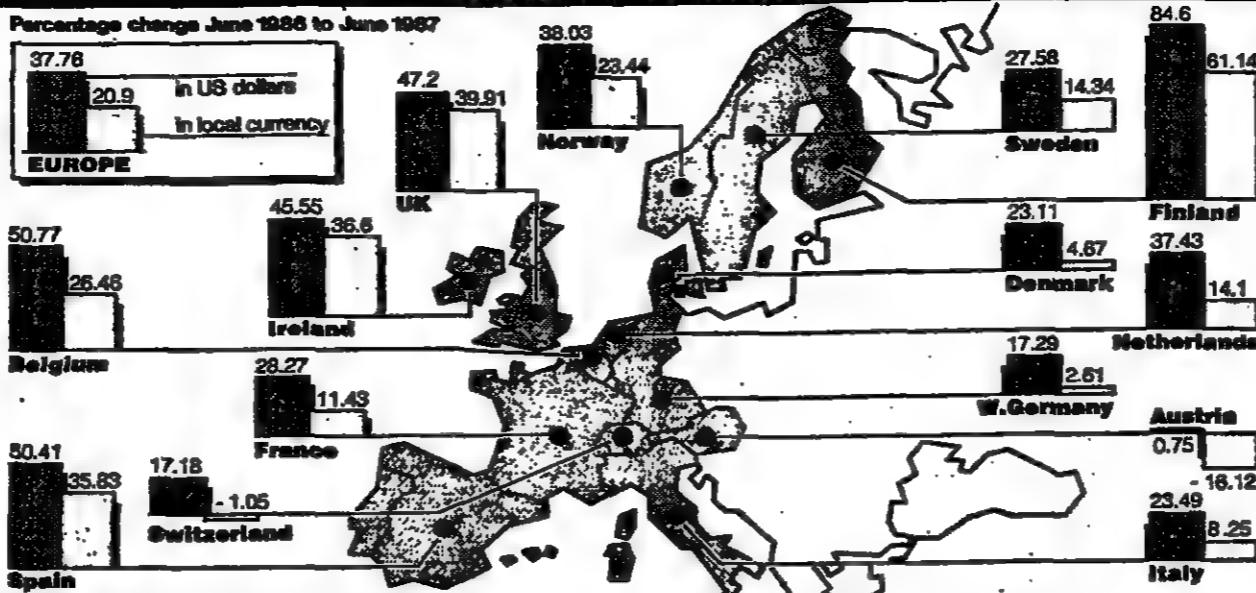 Percentage change June 1986 to June 1987
37.76
20.9
in US dollars
in local currency
EUROPE
47.2
39.91
UK
38.03
23.44
Norway
27.58
14.34
Sweden
84.6
61.14
Finland
50.77
26.46
Belgium
45.55
36.6
Ireland
23.11
4.67
Denmark
37.43
14.1
Netherlands
28.27
11.43
France
17.29
2.61
W.Germany
Austria
0.75
- 16.12
50.41
35.83
Spain
17.18
- 1.05
Switzerland
23.49
8.25
Italy